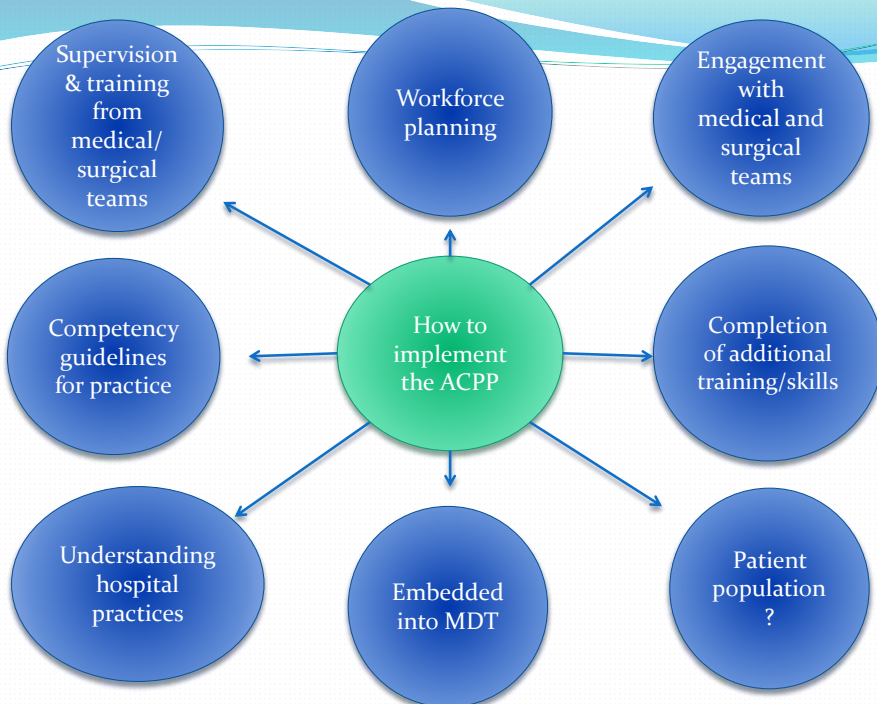 Supervision
& training
from
medical/
surgical
teams
Workforce
planning
Engagement
with
medical and
surgical
teams
Competency
guidelines
for practice
How to
implement
the ACPP
Completion
of additional
training/skills
Understanding
hospital
practices
Embedded
into MDT
Patient
population
?